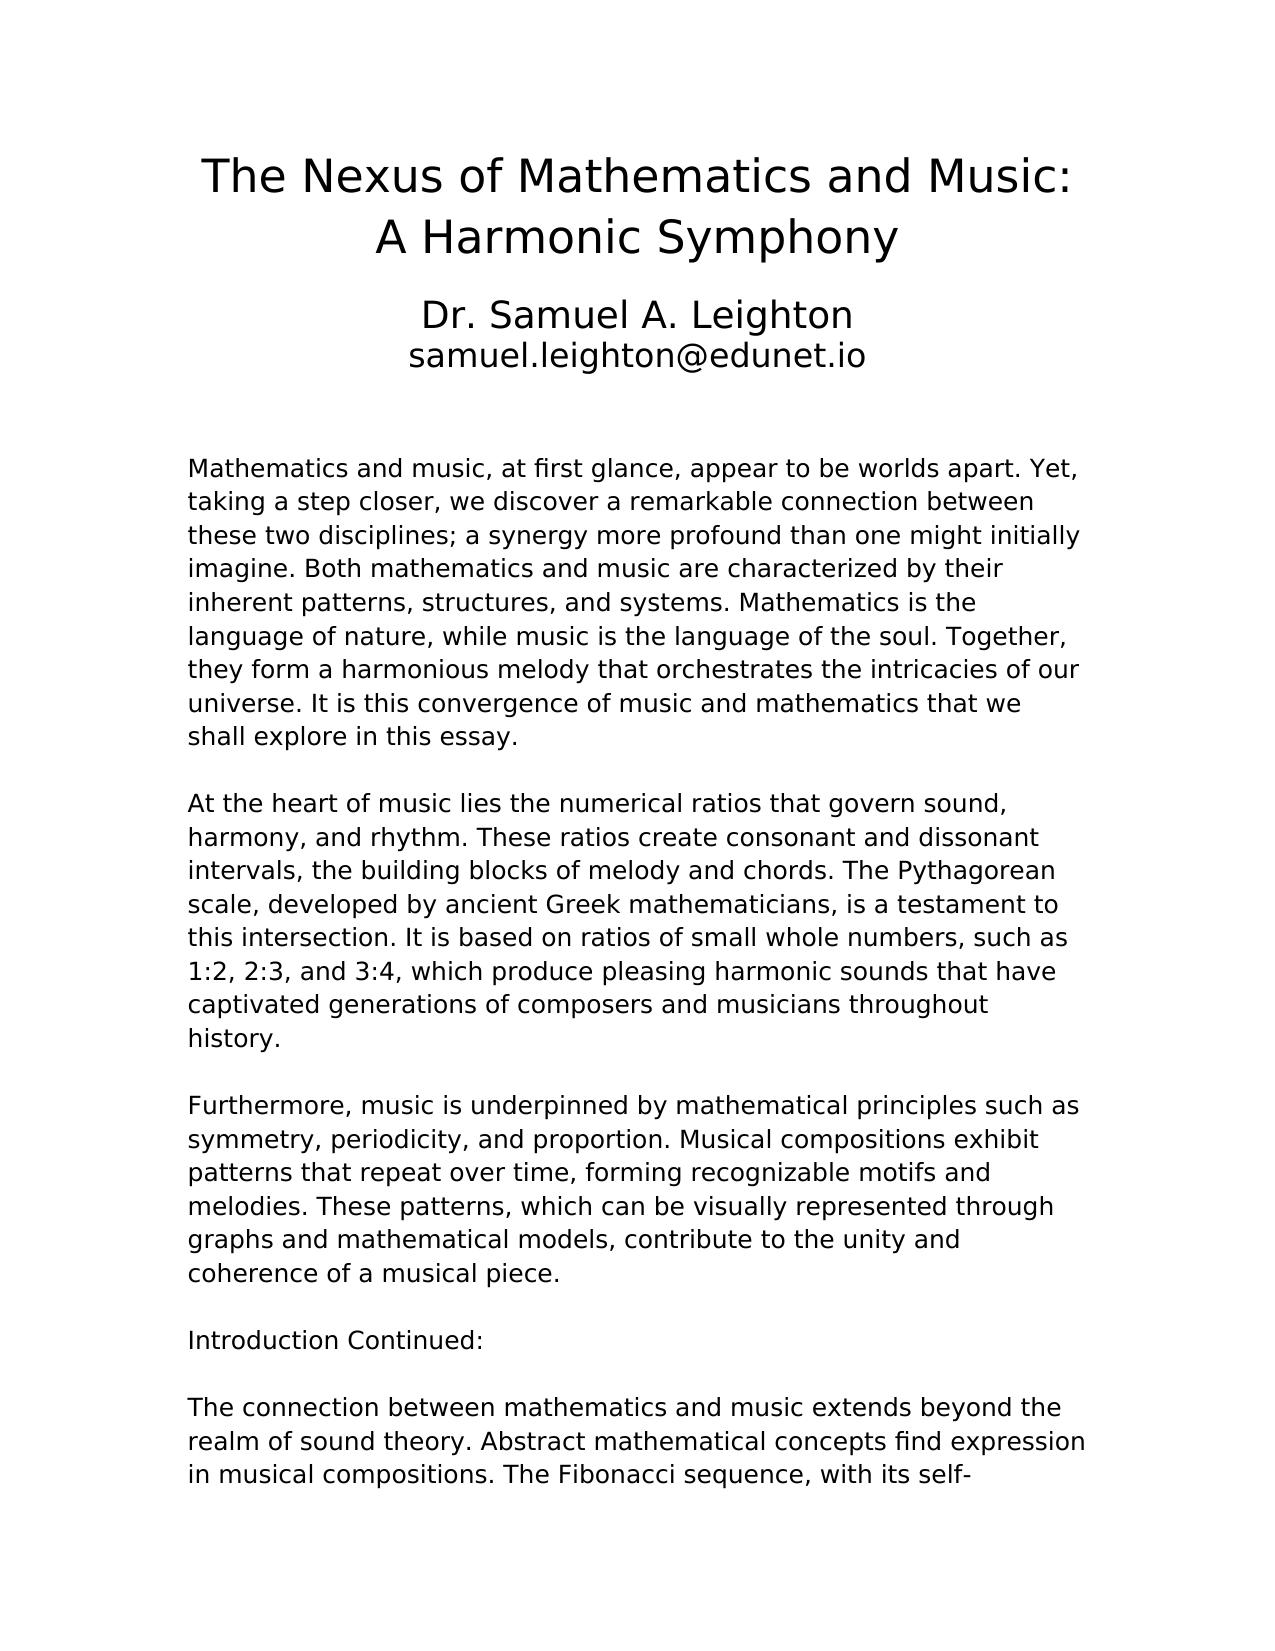 The Nexus of Mathematics and Music:
A Harmonic Symphony
Dr. Samuel A. Leighton
samuel.leighton@edunet.io
Mathematics and music, at first glance, appear to be worlds apart. Yet,
taking a step closer, we discover a remarkable connection between
these two disciplines; a synergy more profound than one might initially
imagine. Both mathematics and music are characterized by their
inherent patterns, structures, and systems. Mathematics is the
language of nature, while music is the language of the soul. Together,
they form a harmonious melody that orchestrates the intricacies of our
universe. It is this convergence of music and mathematics that we
shall explore in this essay.
At the heart of music lies the numerical ratios that govern sound,
harmony, and rhythm. These ratios create consonant and dissonant
intervals, the building blocks of melody and chords. The Pythagorean
scale, developed by ancient Greek mathematicians, is a testament to
this intersection. It is based on ratios of small whole numbers, such as
1:2, 2:3, and 3:4, which produce pleasing harmonic sounds that have
captivated generations of composers and musicians throughout
history.
Furthermore, music is underpinned by mathematical principles such as
symmetry, periodicity, and proportion. Musical compositions exhibit
patterns that repeat over time, forming recognizable motifs and
melodies. These patterns, which can be visually represented through
graphs and mathematical models, contribute to the unity and
coherence of a musical piece.
Introduction Continued:
The connection between mathematics and music extends beyond the
realm of sound theory. Abstract mathematical concepts find expression
in musical compositions. The Fibonacci sequence, with its self-